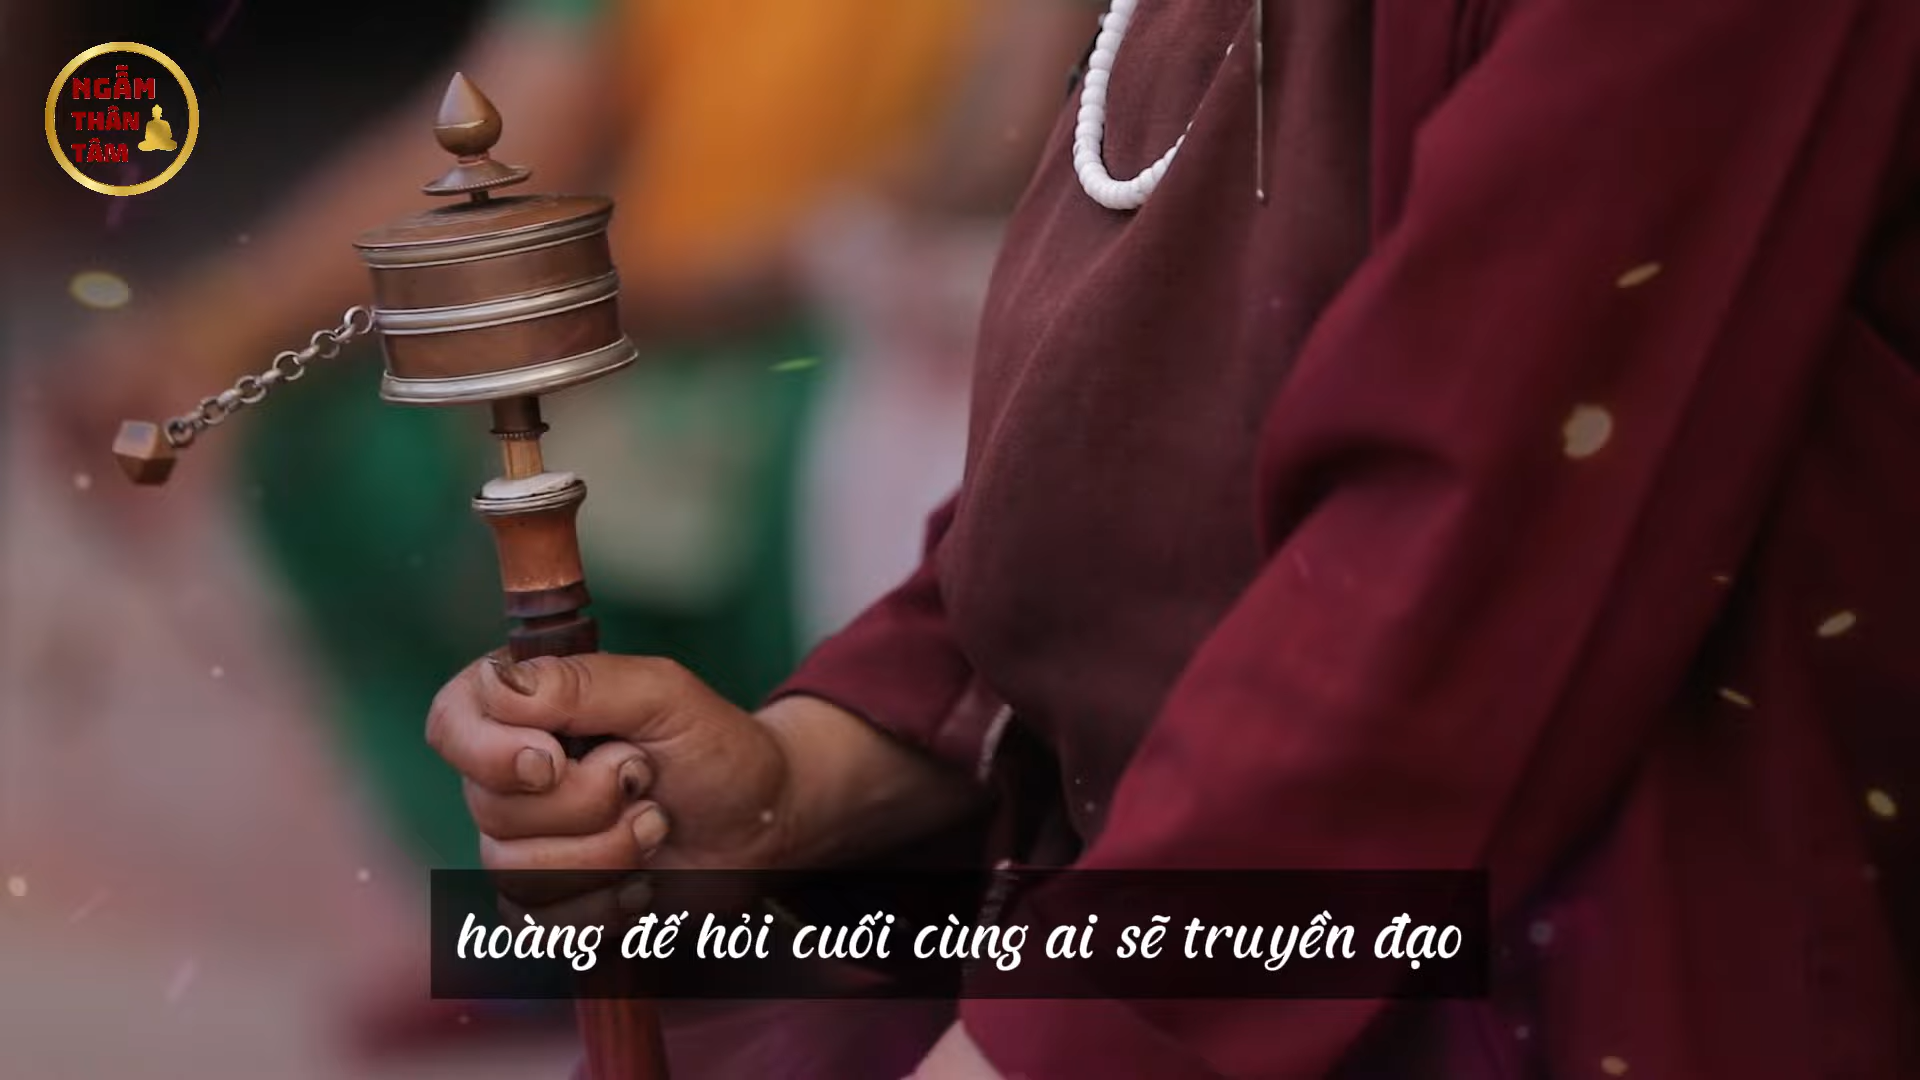 NGẪM
THÂN
TÂM
hoàng đế hỏi cuối cùng ai sẽ truyền đạo